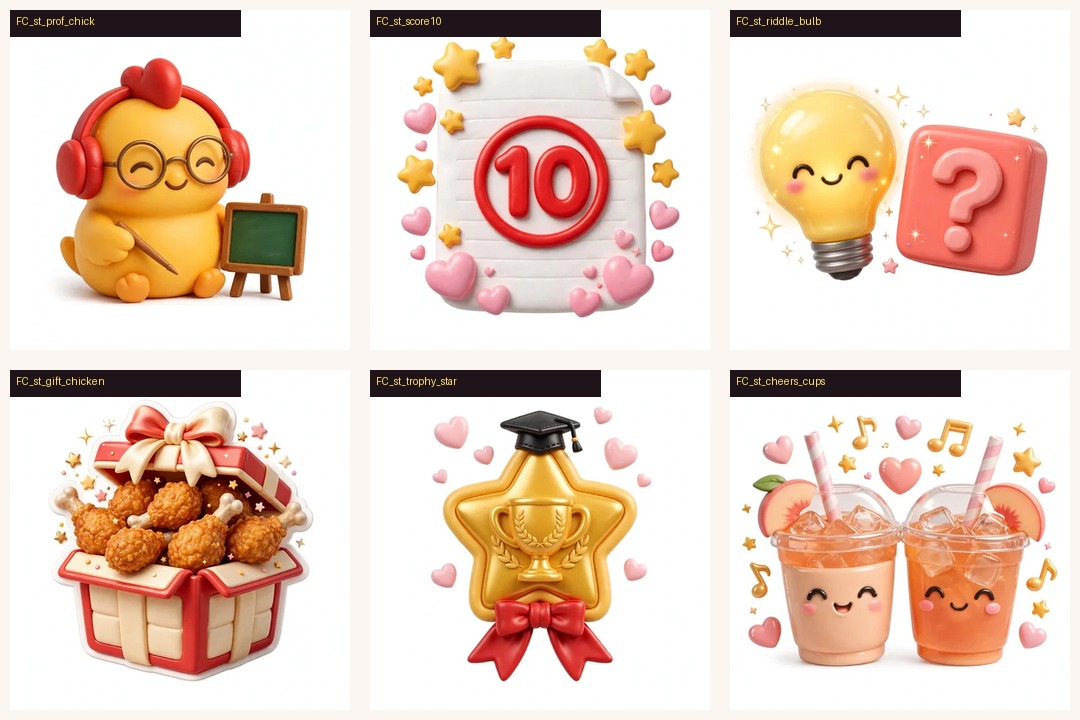 FC_st_prof_chick
FC_st_score10
FC_st_riddle_bulb
10
?
FC_st_gift_chicken
FC_st_trophy_star
FC_st_cheers_cups